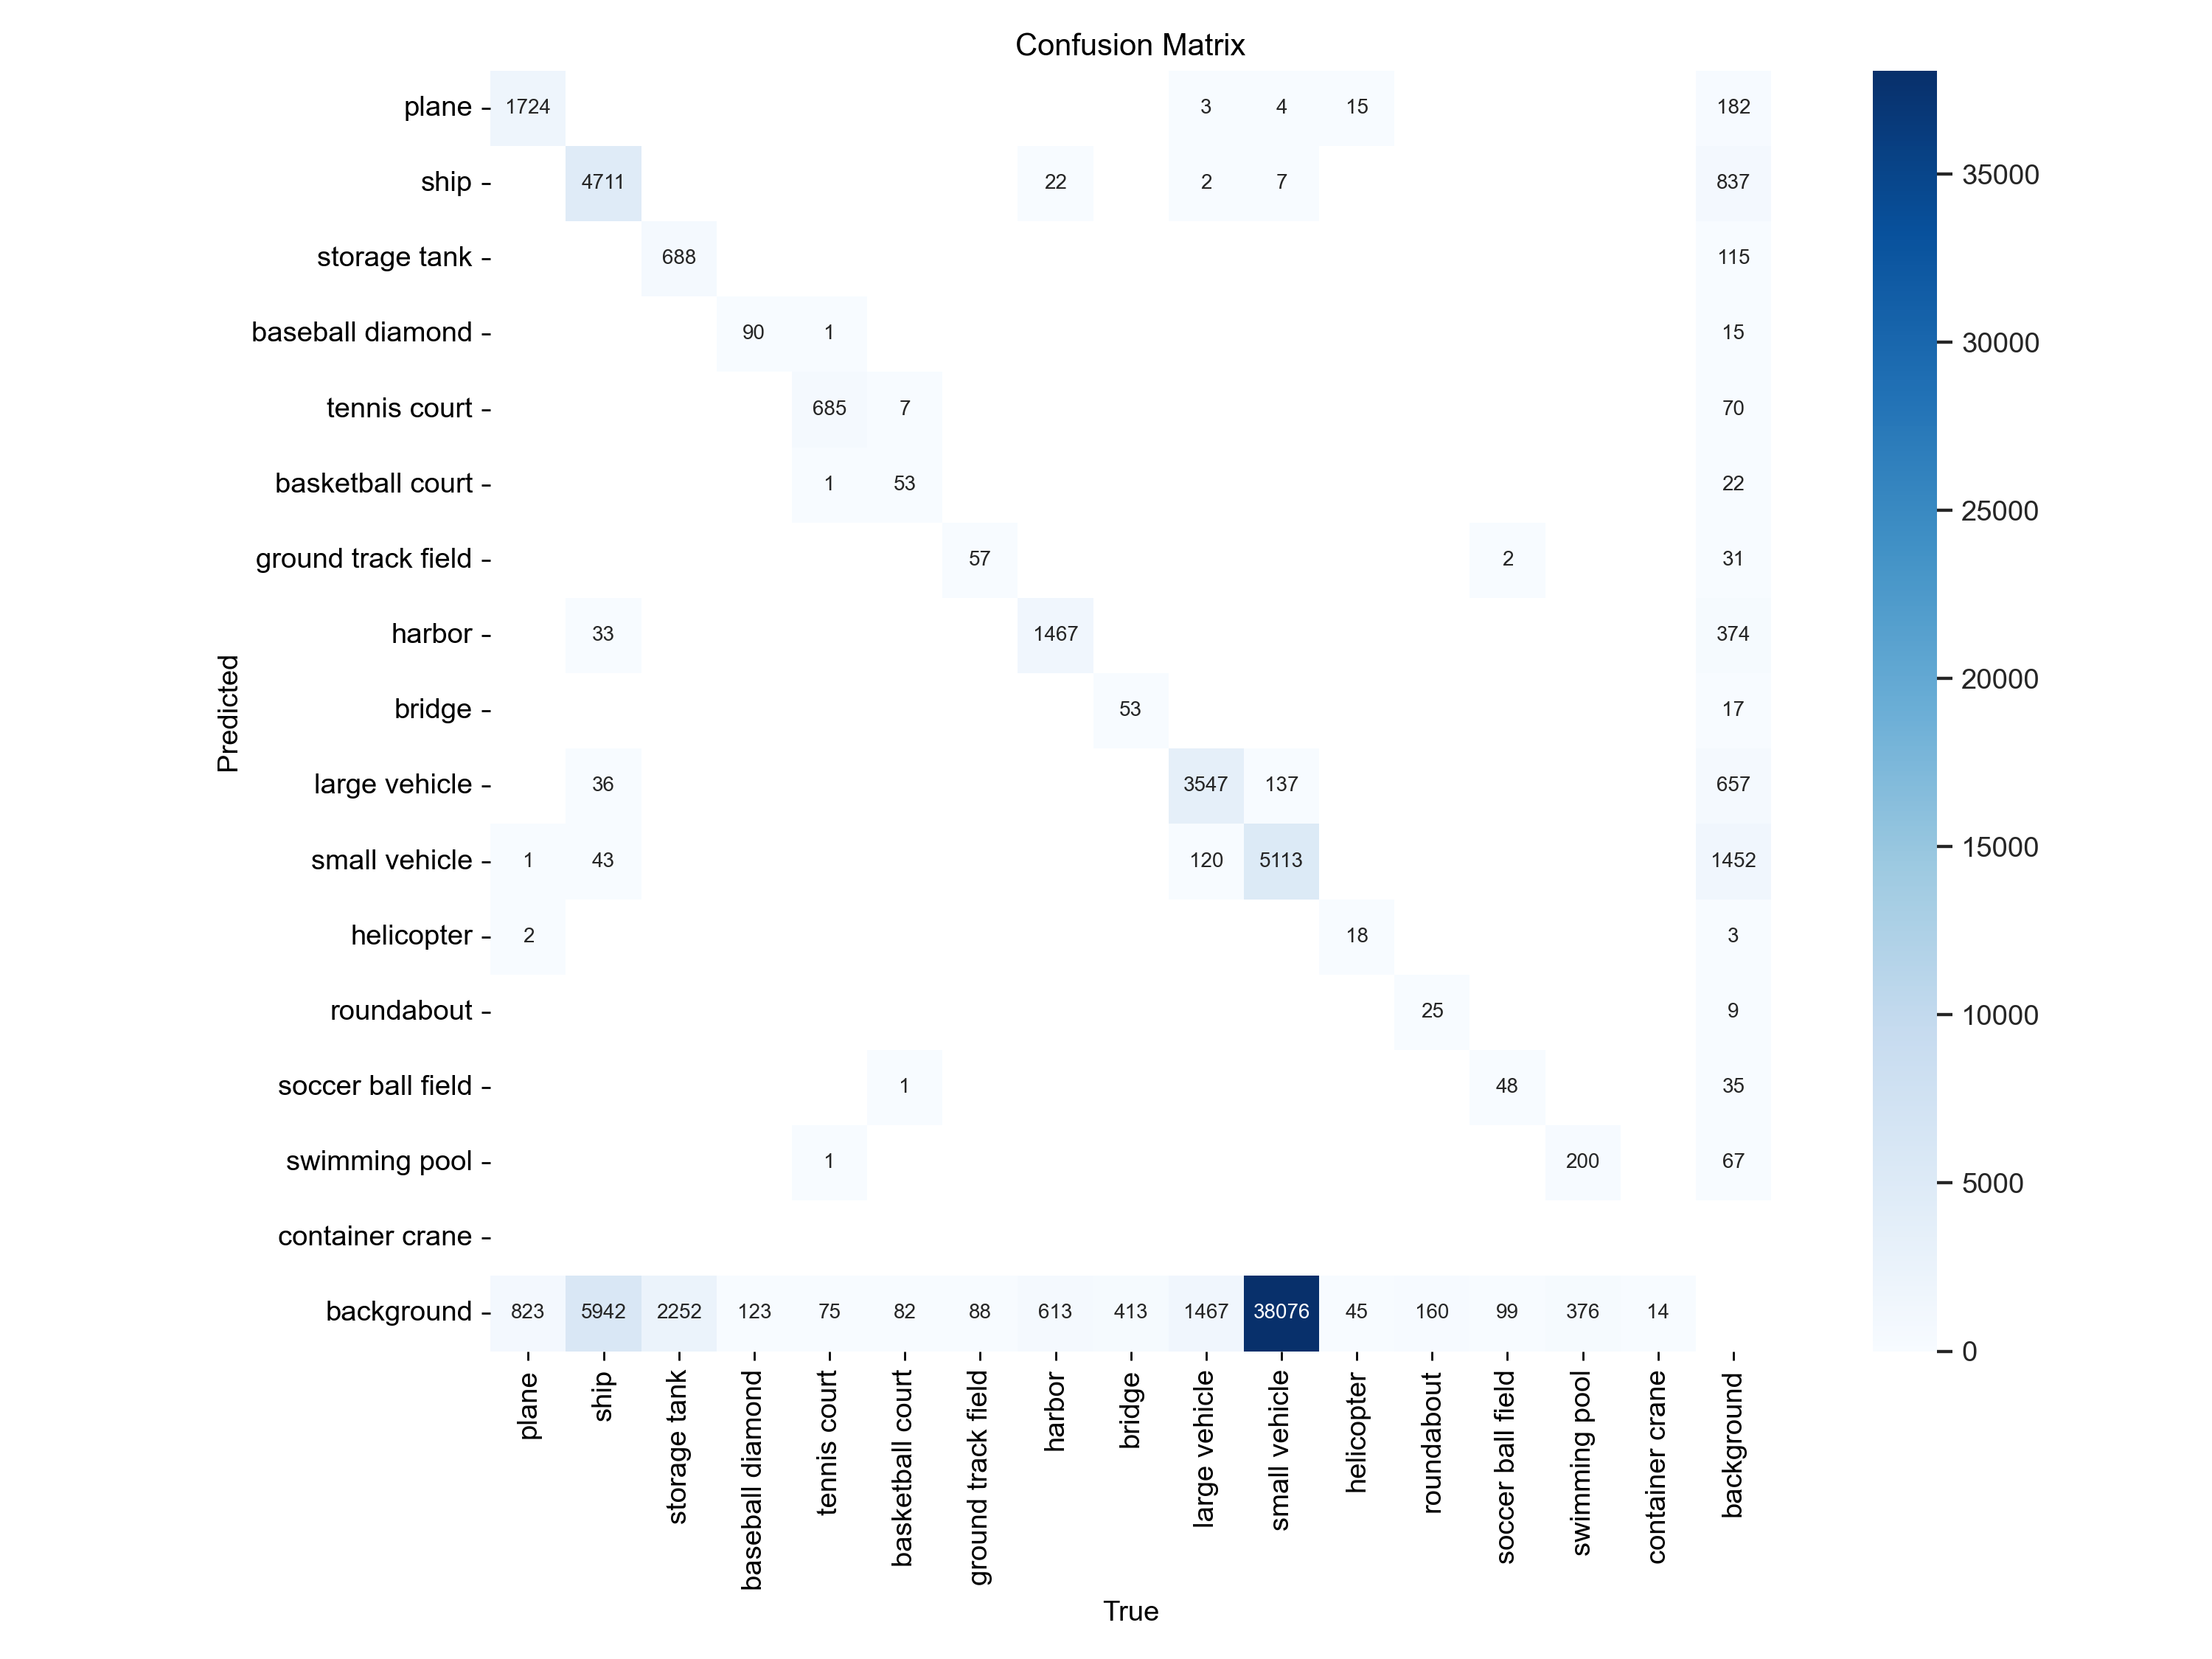 Confusion Matrix
plane 1724 3 4 15 182
ship 4711 22 2 7 837 35000
storage tank 688 115
baseball diamond 90 1 15 30000
tennis court 685 7 70
basketball court 1 53 22 25000
ground track field 57 2 31
harbor 33 1467 374
20000
Predicted
bridge 53 17
large vehicle 36 3547 137 657
small vehicle 1 43 120 5113 1452 15000
helicopter 2 18 3
roundabout 25 9 10000
soccer ball field 1 48 35
swimming pool 1 200 67 5000
container crane
background 823 5942 2252 123 75 82 88 613 413 1467 38076 45 160 99 376 14
0
plane
ship
storage tank
baseball diamond
tennis court
basketball court
ground track field
harbor
bridge
large vehicle
small vehicle
helicopter
roundabout
soccer ball field
swimming pool
container crane
background
True